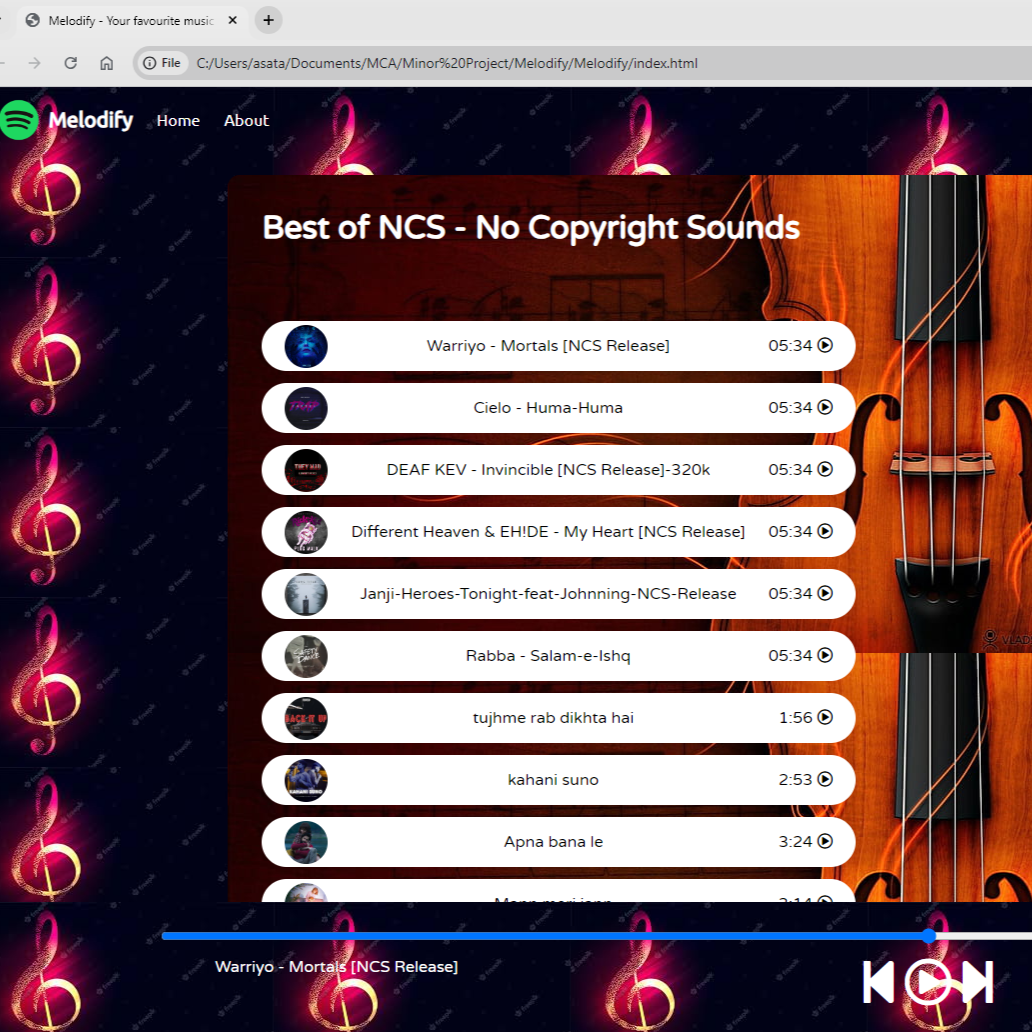 Melodify - Your favourite music
File
C:/Users/asata/Documents/MCA/Minor%20Project/Melodify/Melodify/index.html
Melodify Home About
Best of NCS - No Copyright Sounds
Warriyo - Mortals [NCS Release] 05:34
Cielo - Huma-Huma 05:34
DEAF KEV - Invincible [NCS Release]-320k 05:34
Different Heaven & EH!DE - My Heart [NCS Release] 05:34
Janji-Heroes-Tonight-feat-Johnning-NCS-Release 05:34
Rabba - Salam-e-Ishq 05:34
tujhme rab dikhta hai 1:56
kahani suno 2:53
KAHANI SUNO
Apna bana le 3:24
Warriyo - Mortals [NCS Release]